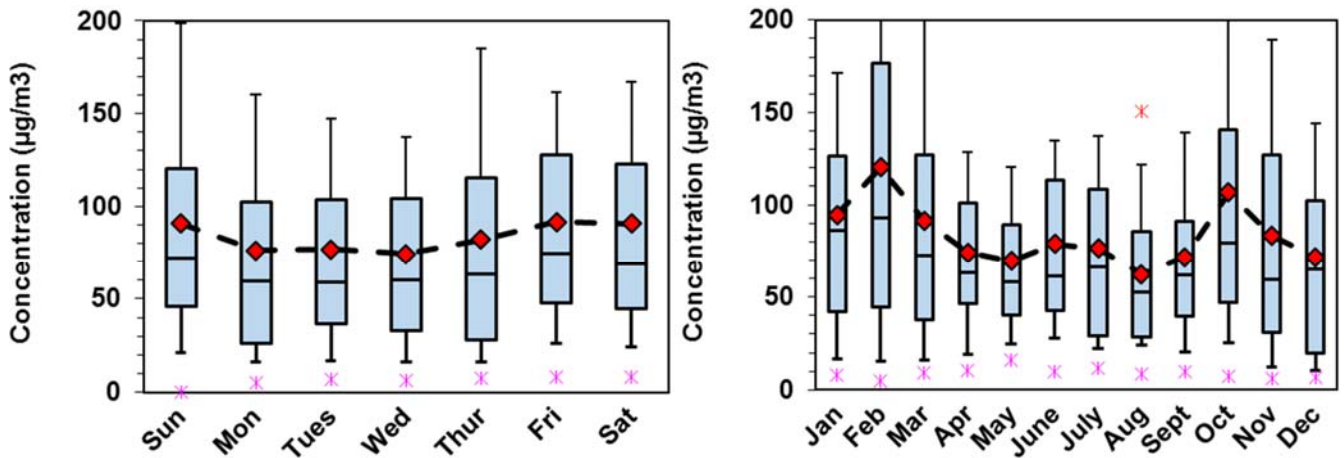 Concentration (µg/m3)
200
150
100
50
0
Sun
Mon
Tues
Wed
Thur
Fri
Sat
Concentration (µg/m3)
200
150
100
50
0
Jan
Feb
Mar
Apr
May
June
July
Aug
Sept
Oct
Nov
Dec